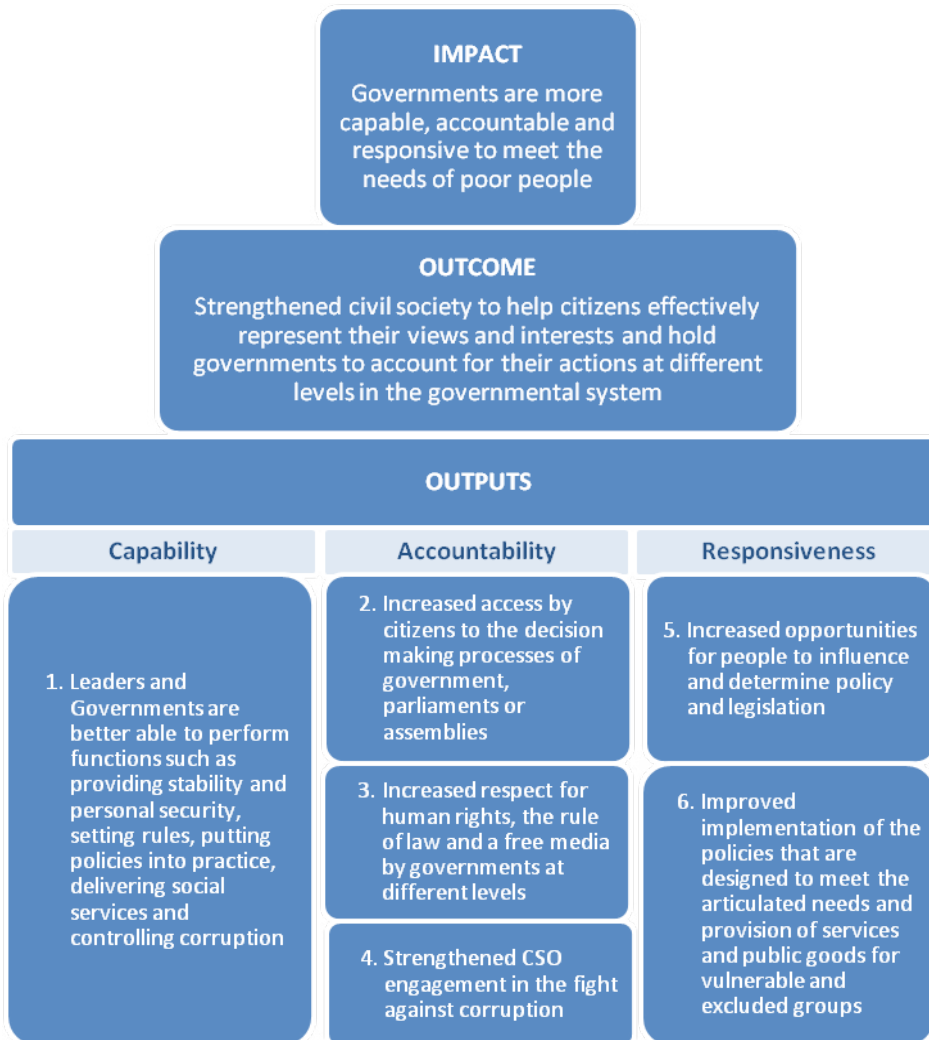 IMPACT
Governments are more
capable, accountable and
responsive to meet the
needs of poor people
OUTCOME
Strengthened civil society to help citizens effectively
represent their views and interests and hold
governments to account for their actions at different
levels in the governmental system
OUTPUTS
Capability
1. Leaders and
Governments are
better able to perform
functions such as
providing stability and
personal security,
setting rules, putting
policies into practice,
delivering social
services and
controlling corruption
Accountability
2. Increased access by
citizens to the decision
making processes of
government,
parliaments or
assemblies
3. Increased respect for
human rights, the rule
of law and a free media
by governments at
different levels
4. Strengthened CSO
engagement in the fight
against corruption
Responsiveness
5. Increased opportunities
for people to influence
and determine policy
and legislation
6. Improved
implementation of the
policies that are
designed to meet the
articulated needs and
provision of services
and public goods for
vulnerable and
excluded groups